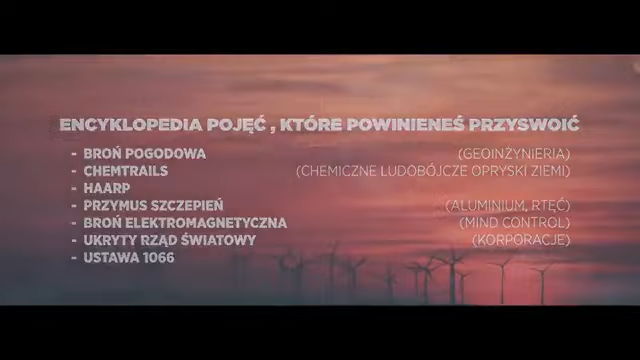 ENCYKLOPEDIA POJĘĆ , KTÓRE POWINIENEŚ PRZYSWOIĆ
- BROŃ POGODOWA (GEOINŻYNIERIA)
- CHEMTRAILS (CHEMICZNE LUDOBÓJCZE OPRYSKI ZIEMI)
- HAARP
- PRZYMUS SZCZEPIEŃ (ALUMINIUM, RTĘĆ)
- BROŃ ELEKTROMAGNETYCZNA (MIND CONTROL)
- UKRYTY RZĄD ŚWIATOWY (KORPORACJE)
- USTAWA 1066